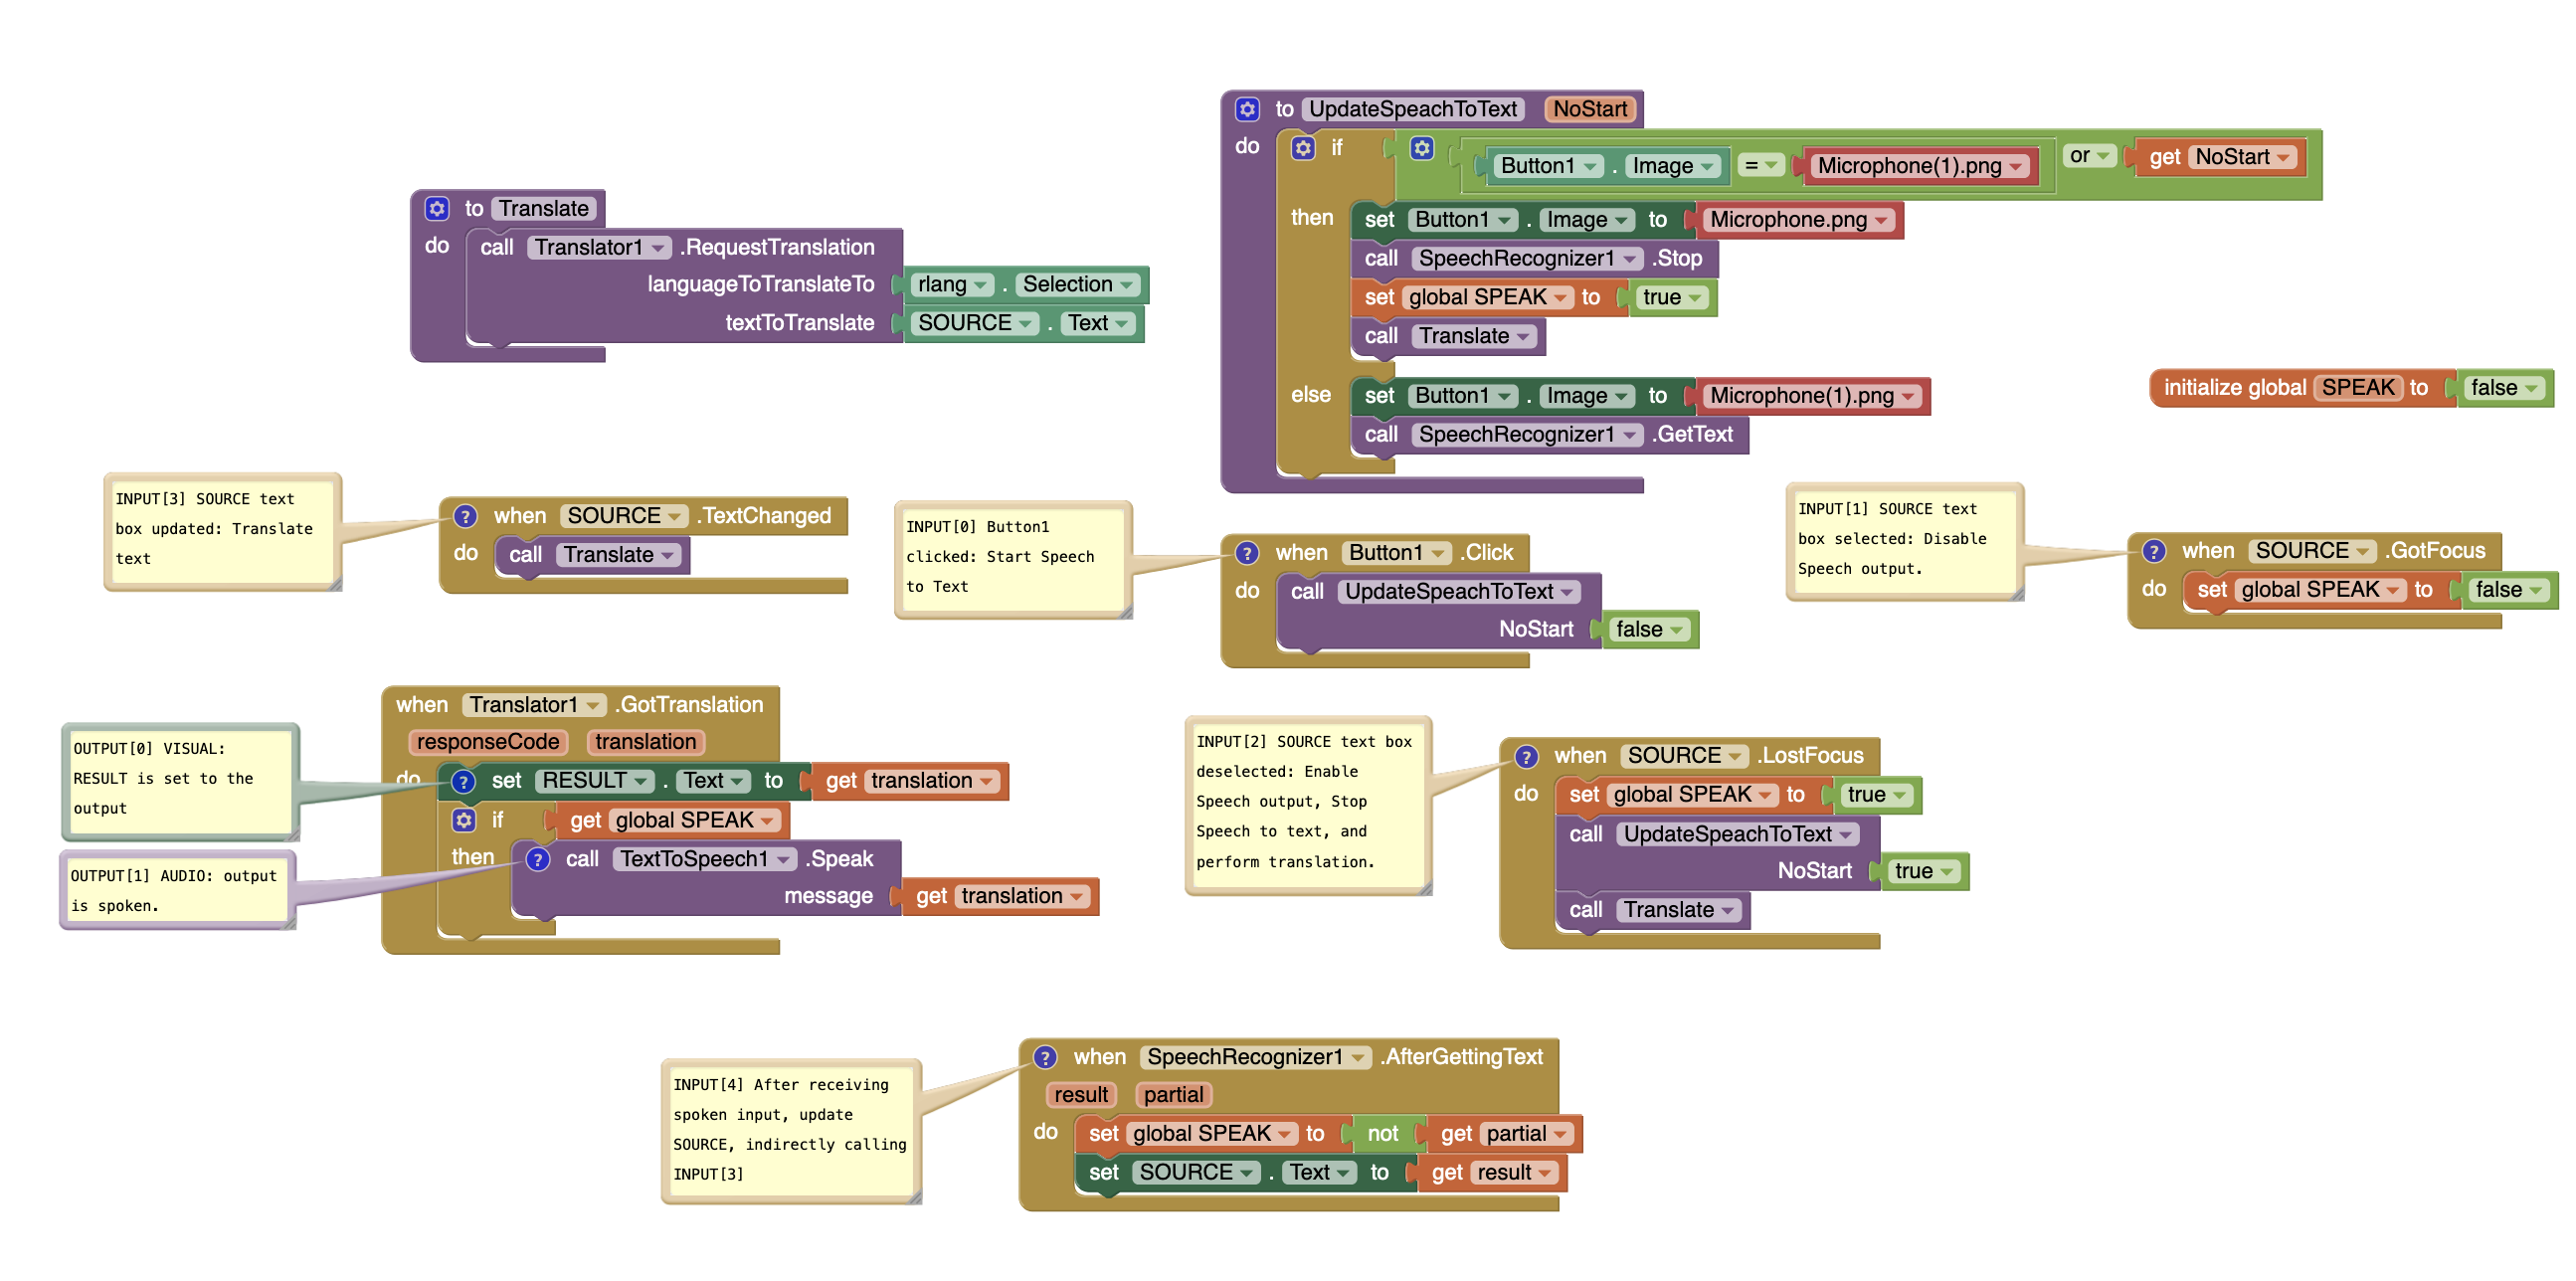 to UpdateSpeachToText NoStart
do if Button1 . Image = Microphone(1).png or get NoStart
then set Button1 . Image to Microphone.png
call SpeechRecognizer1 .Stop
set global SPEAK to true
call Translate
else set Button1 . Image to Microphone(1).png
call SpeechRecognizer1 .GetText
to Translate
do call Translator1 .RequestTranslation
languageToTranslateTo rlang . Selection
textToTranslate SOURCE . Text
initialize global SPEAK to false
INPUT[3] SOURCE text
box updated: Translate
text
when SOURCE .TextChanged
do call Translate
INPUT[0] Button1
clicked: Start Speech
to Text
when Button1 .Click
do call UpdateSpeachToText
NoStart false
INPUT[1] SOURCE text
box selected: Disable
Speech output.
when SOURCE .GotFocus
do set global SPEAK to false
OUTPUT[0] VISUAL:
RESULT is set to the
output
OUTPUT[1] AUDIO: output
is spoken.
when Translator1 .GotTranslation
responseCode translation
do set RESULT . Text to get translation
if get global SPEAK
then call TextToSpeech1 .Speak
message get translation
INPUT[2] SOURCE text box
deselected: Enable
Speech output, Stop
Speech to text, and
perform translation.
when SOURCE .LostFocus
do set global SPEAK to true
call UpdateSpeachToText
NoStart true
call Translate
INPUT[4] After receiving
spoken input, update
SOURCE, indirectly calling
INPUT[3]
when SpeechRecognizer1 .AfterGettingText
result partial
do set global SPEAK to not get partial
set SOURCE . Text to get result